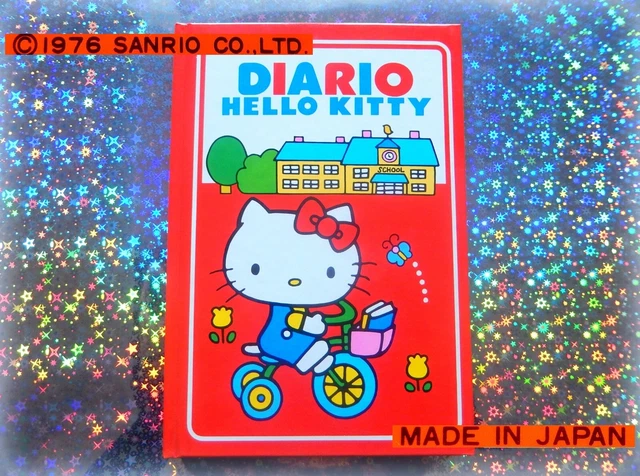 ©1976 SANRIO CO.,LTD.
DIARIO
HELLO KITTY
SCHOOL
MADE IN JAPAN